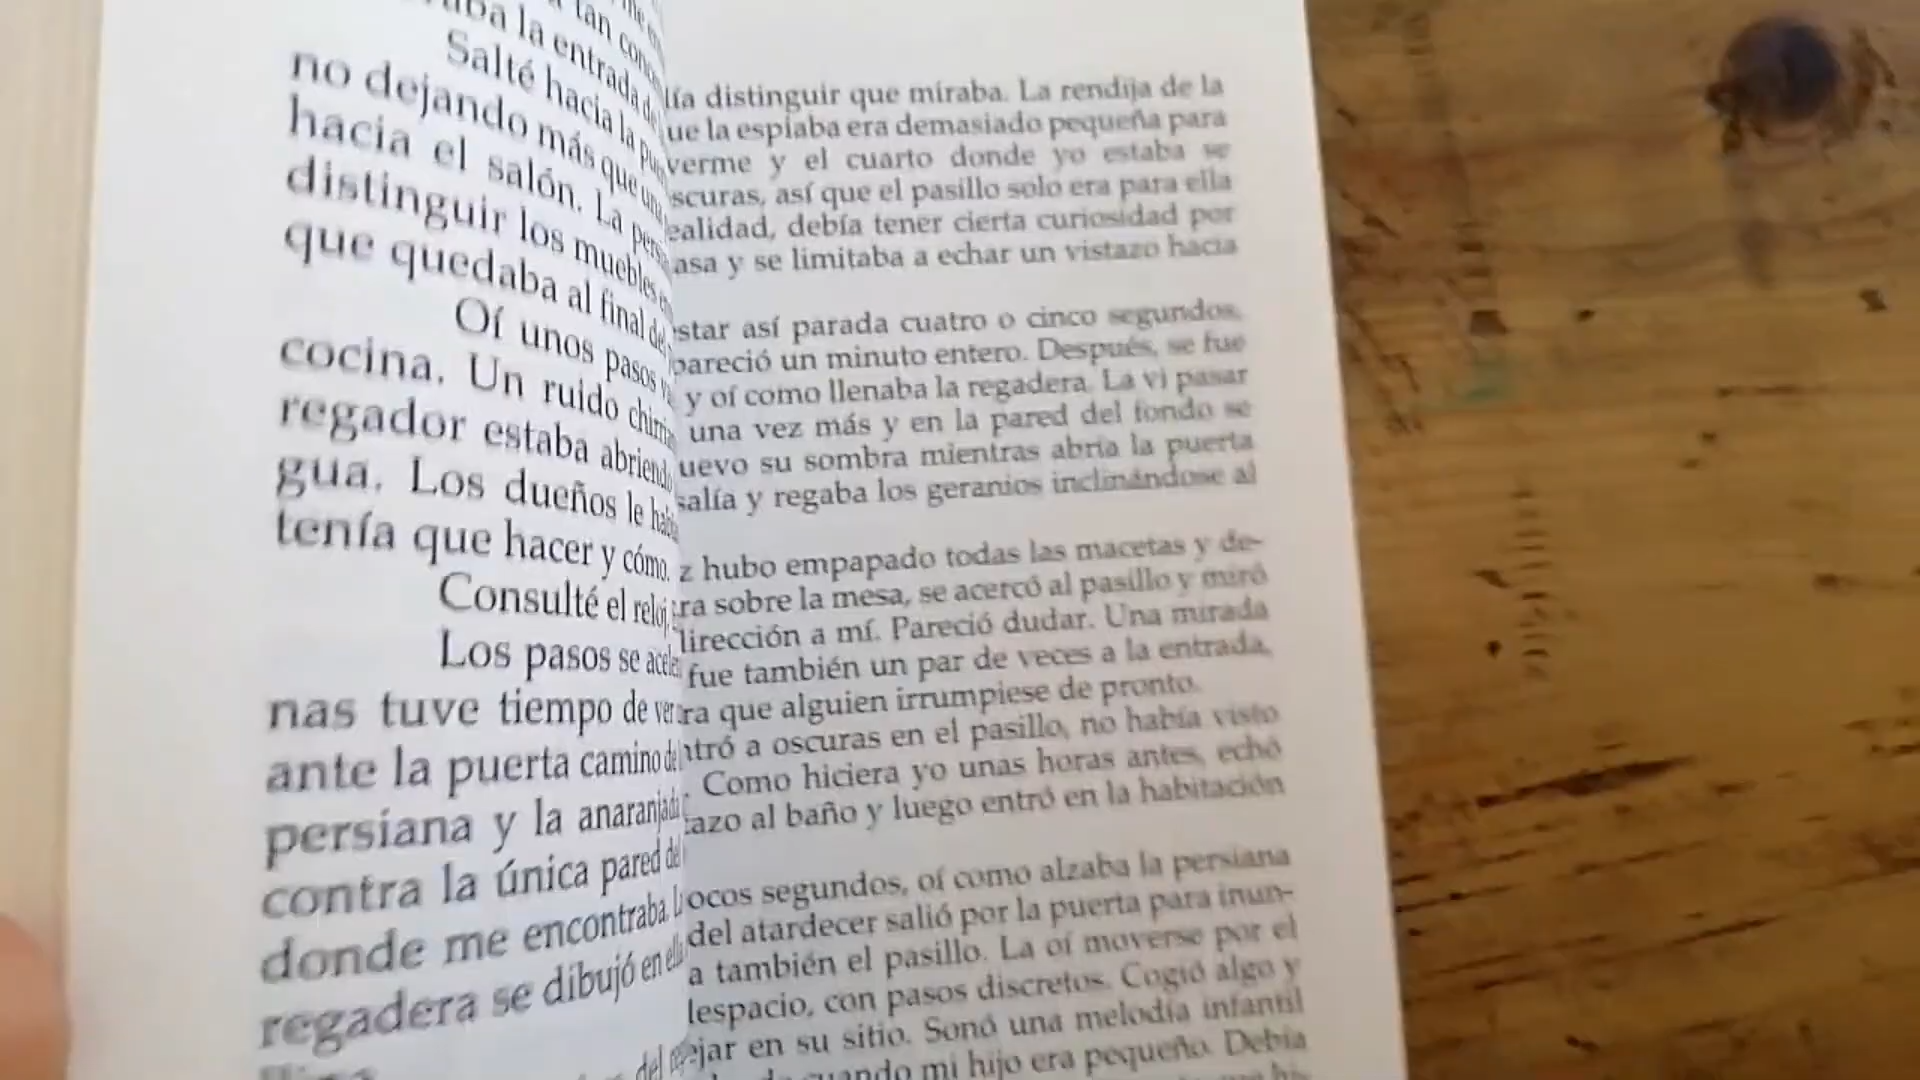 la entrada
Salté hacia la
no dejando más que una
hacia el salón. La
distinguir los muebles
que quedaba al final
Oí unos pasos
cocina. Un ruido
regador estaba abriendo
gua. Los dueños le
tenía que hacer y cómo.
Consulté el reloj
Los pasos se
nas tuve tiempo de
ante la puerta camino
persiana y la
contra la única pared
donde me encontraba.
regadera se dibujó en
distinguir que miraba. La rendija de la
ue la espiaba era demasiado pequeña para
verme y el cuarto donde yo estaba se
scuras, así que el pasillo solo era para ella
ealidad, debía tener cierta curiosidad por
asa y se limitaba a echar un vistazo hacia
star así parada cuatro o cinco segundos,
pareció un minuto entero. Después, se fue
y oí como llenaba la regadera. La vi pasar
una vez más y en la pared del fondo se
uevo su sombra mientras abría la puerta
salía y regaba los geranios inclinándose al
z hubo empapado todas las macetas y de-
ra sobre la mesa, se acercó al pasillo y miró
irección a mí. Pareció dudar. Una mirada
fue también un par de veces a la entrada,
ra que alguien irrumpiese de pronto.
tró a oscuras en el pasillo, no había visto
Como hiciera yo unas horas antes, echó
azo al baño y luego entró en la habitación
ocos segundos, oí como alzaba la persiana
del atardecer salió por la puerta para inun-
a también el pasillo. La oí moverse por el
espacio, con pasos discretos. Cogió algo y
ejar en su sitio. Sonó una melodía infantil
cuando mi hijo era pequeño. Debía